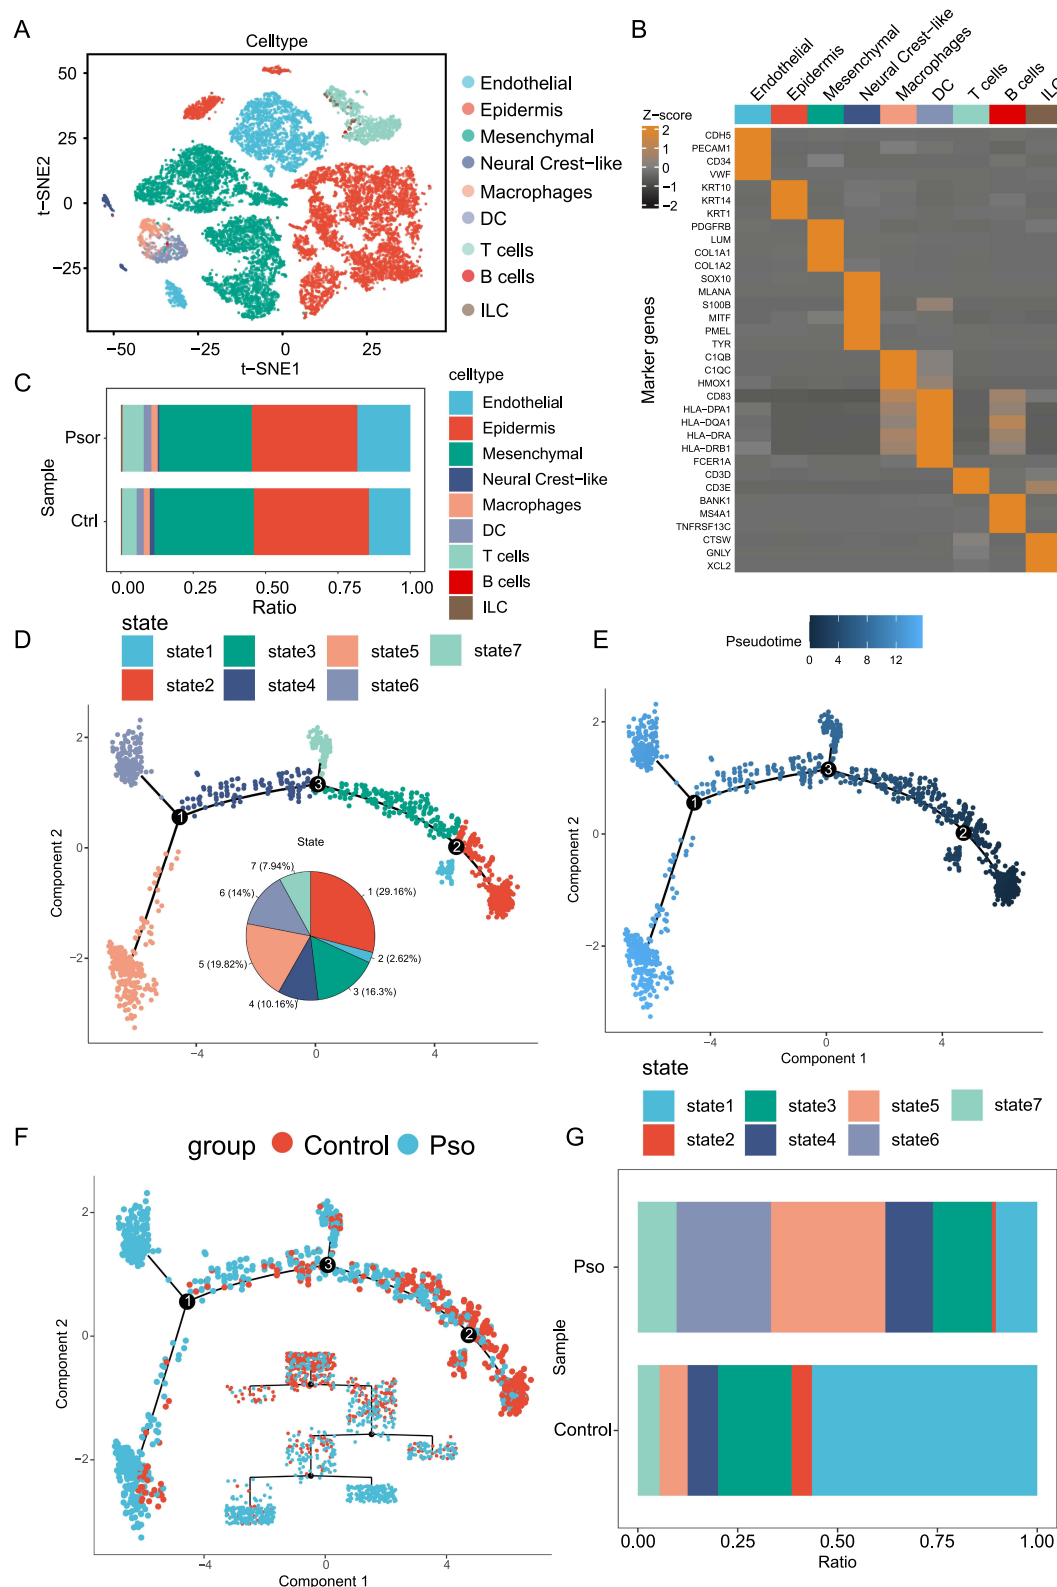 A
Celltype
50
25
0
−25
−50
−25
0
25
t−SNE2
t−SNE1
Endothelial
Epidermis
Mesenchymal
Neural Crest−like
Macrophages
DC
T cells
B cells
ILC
B
Endothelial
Epidermis
Mesenchymal
Neural Crest−like
Macrophages
DC
T cells
B cells
ILC
Z−score
2
1
0
−1
−2
Marker genes
CDH5
PECAM1
CD34
VWF
KRT10
KRT14
KRT1
PDGFRB
LUM
COL1A1
COL1A2
SOX10
MLANA
S100B
MITF
PMEL
TYR
C1QB
C1QC
HMOX1
CD83
HLA−DPA1
HLA−DQA1
HLA−DRA
HLA−DRB1
FCER1A
CD3D
CD3E
BANK1
MS4A1
TNFRSF13C
CTSW
GNLY
XCL2
C
Psor
Ctrl
Sample
0.00
0.25
0.50
0.75
1.00
Ratio
celltype
Endothelial
Epidermis
Mesenchymal
Neural Crest−like
Macrophages
DC
T cells
B cells
ILC
D
state
state1
state3
state5
state7
state2
state4
state6
2
0
−2
Component 2
−4
0
4
1
2
3
State
1 (29.16%)
2 (2.62%)
3 (16.3%)
4 (10.16%)
5 (19.82%)
6 (14%)
7 (7.94%)
E
Pseudotime
0
4
8
12
2
0
−2
Component 2
1
2
3
−4
0
4
Component 1
F
group
Control
Pso
2
0
−2
Component 2
1
2
3
−4
0
4
Component 1
state
state1
state3
state5
state7
state2
state4
state6
G
Pso
Control
Sample
0.00
0.25
0.50
0.75
1.00
Ratio